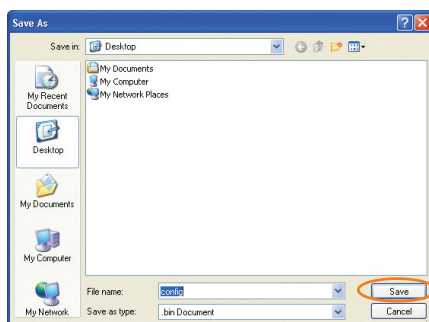 Save As
Save in:
Desktop
My Recent
Documents
Desktop
My Documents
My Computer
My Network
My Documents
My Computer
My Network Places
File name:
config
Save
Save as type:
.bin Document
Cancel